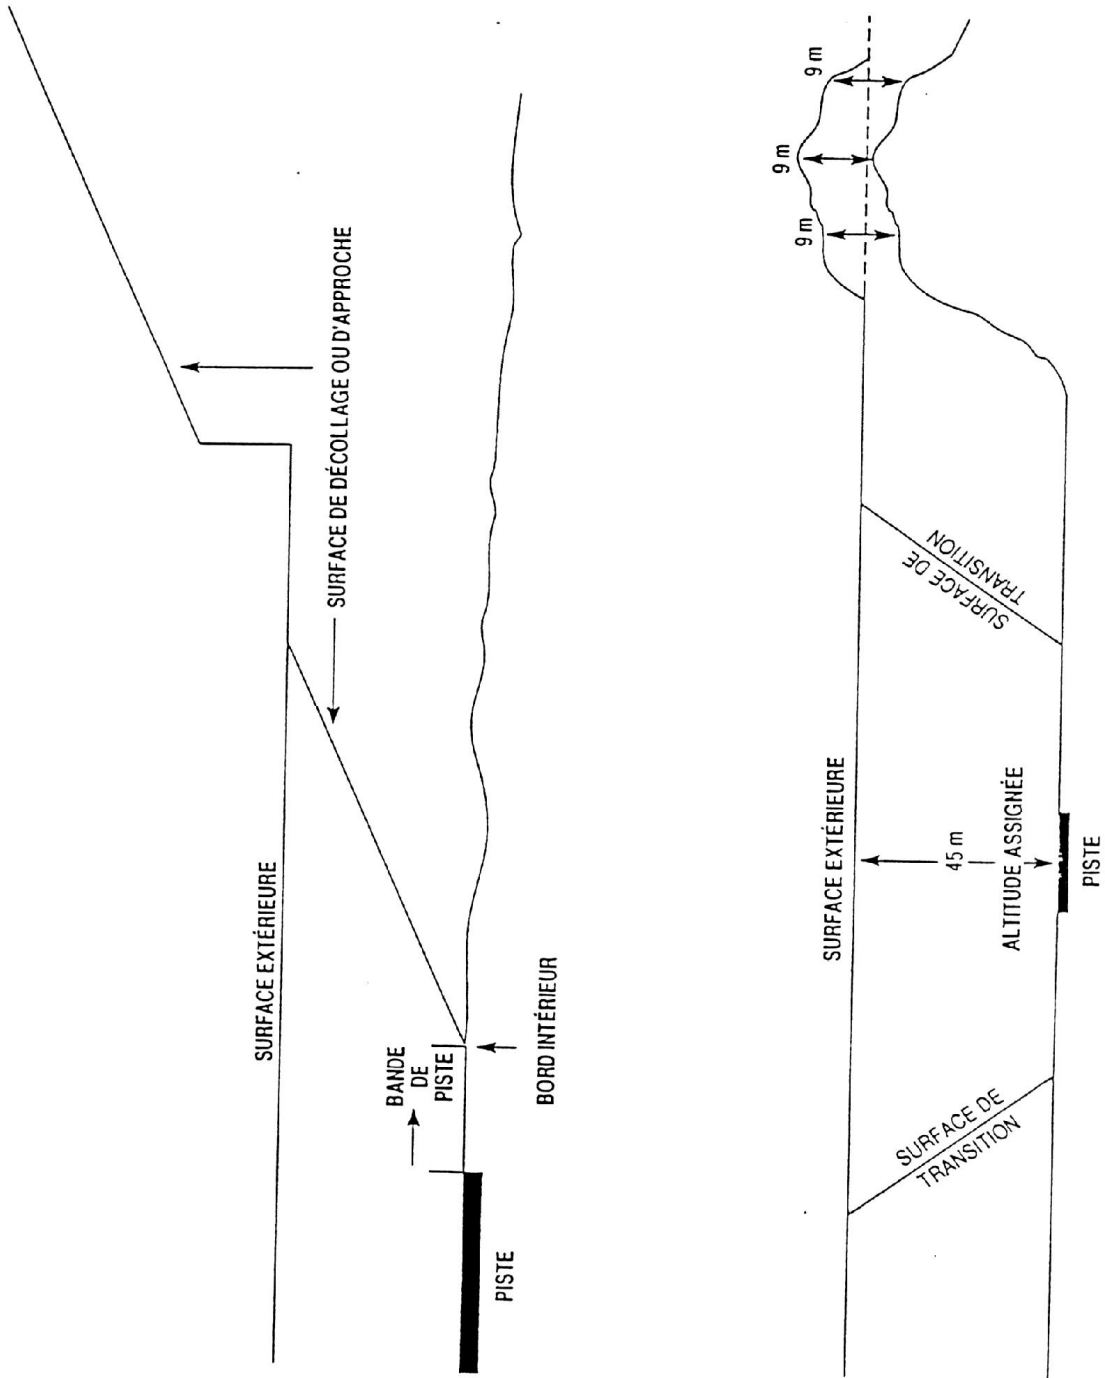 SURFACE EXTÉRIEURE
SURFACE DE DÉCOLLAGE OU D'APPROCHE
BANDE
DE
PISTE
BORD INTÉRIEUR
PISTE
9 m
9 m
9 m
SURFACE EXTÉRIEURE
SURFACE DE
TRANSITION
SURFACE DE
TRANSITION
45 m
ALTITUDE ASSIGNÉE
PISTE